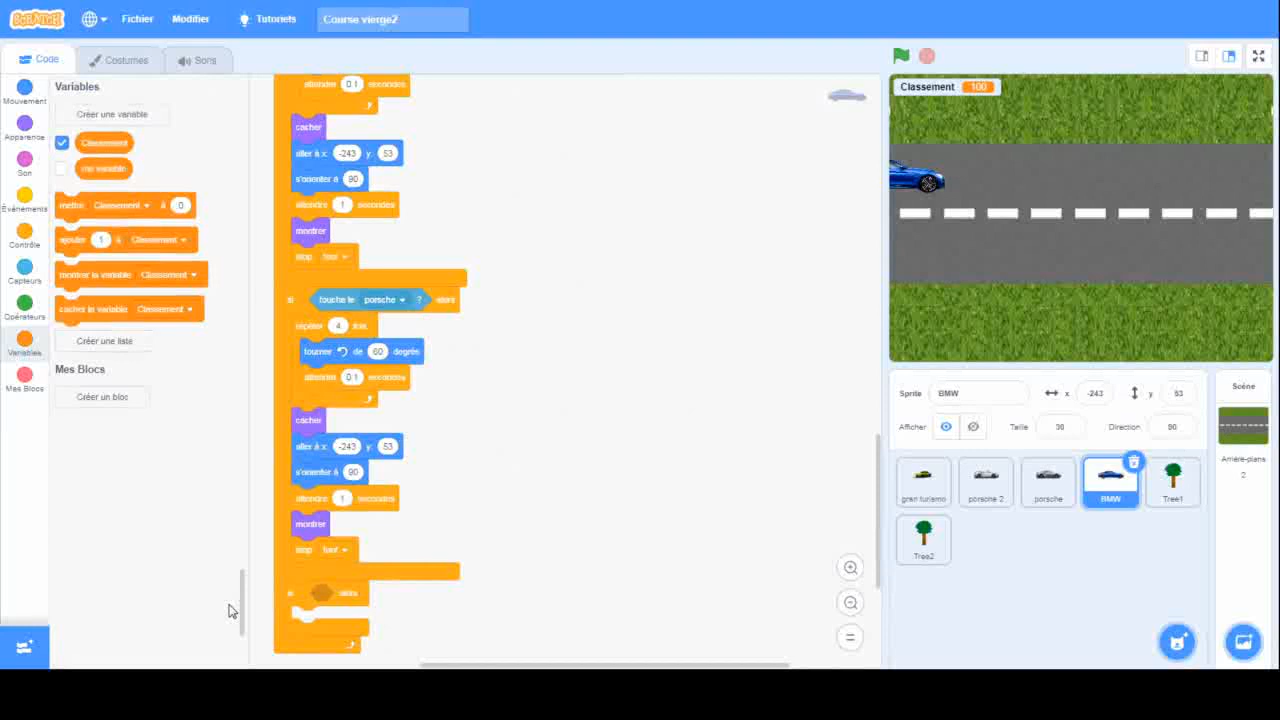 SCRATCH
Fichier
Modifier
Tutoriels
Course vierge2
Code
Costumes
Sons
Mouvement
Apparence
Son
Événements
Contrôle
Capteurs
Opérateurs
Variables
Mes Blocs
Variables
Créer une variable
Classement
ma variable
mettre Classement à 0
ajouter 1 à Classement
montrer la variable Classement
cacher la variable Classement
Créer une liste
Mes Blocs
Créer un bloc
attendre 0.1 secondes
cacher
aller à x: -243 y: 53
s'orienter à 90
attendre 1 secondes
montrer
stop tout
si touche le porsche ? alors
répéter 4 fois
tourner de 60 degrés
attendre 0.1 secondes
cacher
aller à x: -243 y: 53
s'orienter à 90
attendre 1 secondes
montrer
stop tout
si alors
Classement 100
Sprite BMW x -243 y 53
Afficher Taille 30 Direction 90
gran turismo
porsche 2
porsche
BMW
Tree1
Tree2
Scène
Arrière-plans
2